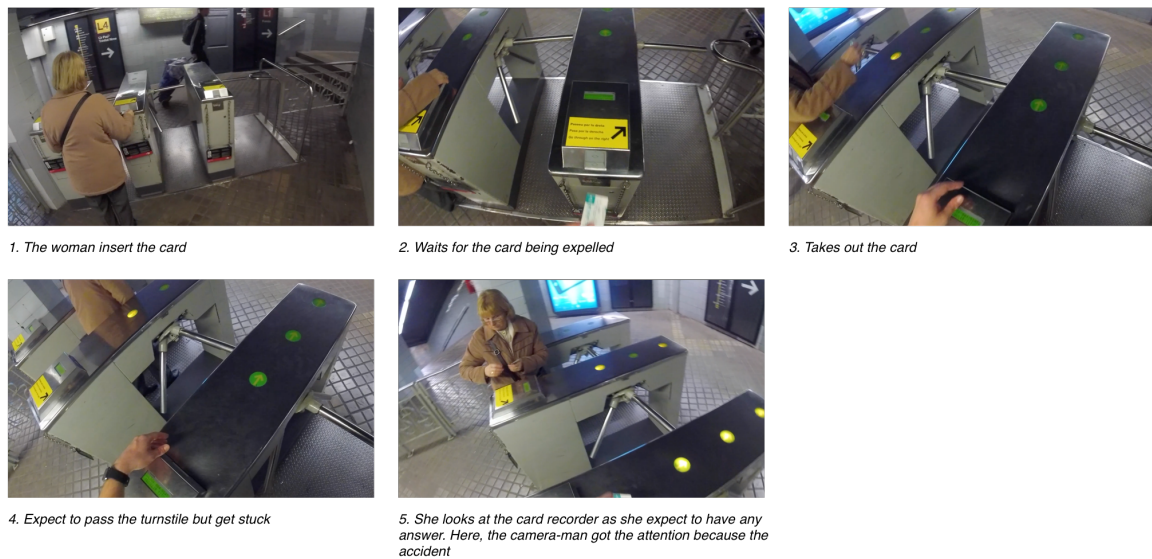 L4
L3
1. The woman insert the card
2. Waits for the card being expelled
3. Takes out the card
4. Expect to pass the turnstile but get stuck
5. She looks at the card recorder as she expect to have any
answer. Here, the camera-man got the attention because the
accident